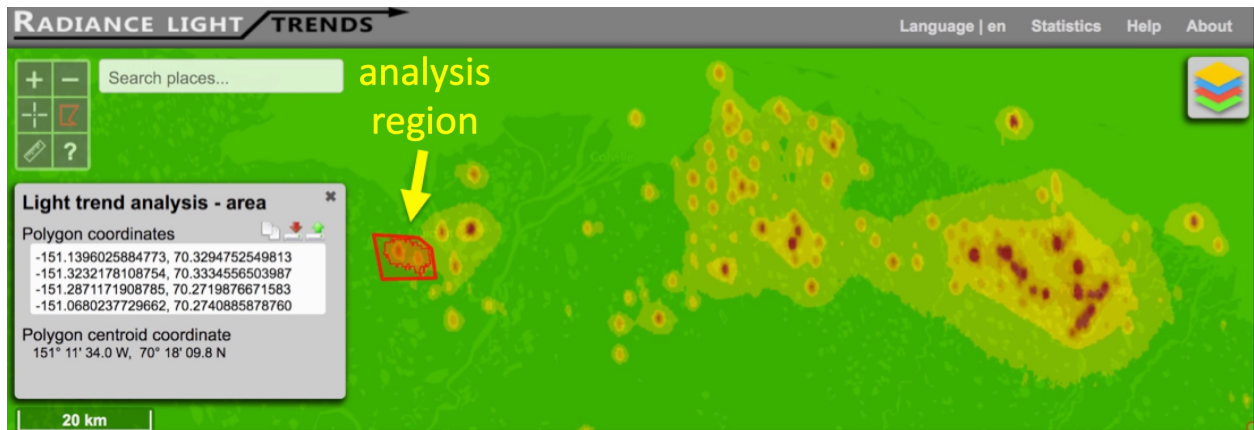 RADIANCE LIGHT TRENDS
Language | en Statistics Help About
+ − Search places...
analysis
region
?
Colville
Light trend analysis - area ×
Polygon coordinates
-151.1396025884773, 70.3294752549813
-151.3232178108754, 70.3334556503987
-151.2871171908785, 70.2719876671583
-151.0680237729662, 70.2740885878760
Polygon centroid coordinate
151° 11' 34.0 W, 70° 18' 09.8 N
20 km